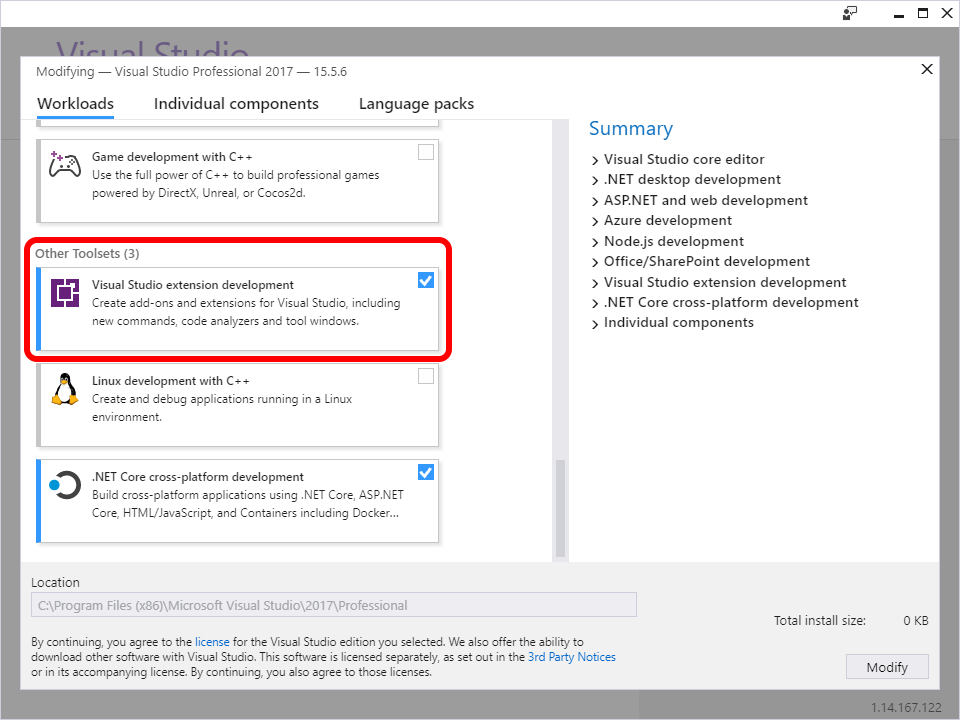 Visual Studio
Modifying — Visual Studio Professional 2017 — 15.5.6
Workloads
Individual components
Language packs
Game development with C++
Use the full power of C++ to build professional games
powered by DirectX, Unreal, or Cocos2d.
Other Toolsets (3)
Visual Studio extension development
Create add-ons and extensions for Visual Studio, including
new commands, code analyzers and tool windows.
Linux development with C++
Create and debug applications running in a Linux
environment.
.NET Core cross-platform development
Build cross-platform applications using .NET Core, ASP.NET
Core, HTML/JavaScript, and Containers including Docker...
Summary
Visual Studio core editor
.NET desktop development
ASP.NET and web development
Azure development
Node.js development
Office/SharePoint development
Visual Studio extension development
.NET Core cross-platform development
Individual components
Location
C:\Program Files (x86)\Microsoft Visual Studio\2017\Professional
By continuing, you agree to the license for the Visual Studio edition you selected. We also offer the ability to
download other software with Visual Studio. This software is licensed separately, as set out in the 3rd Party Notices
or in its accompanying license. By continuing, you also agree to those licenses.
Total install size: 0 KB
Modify
1.14.167.122